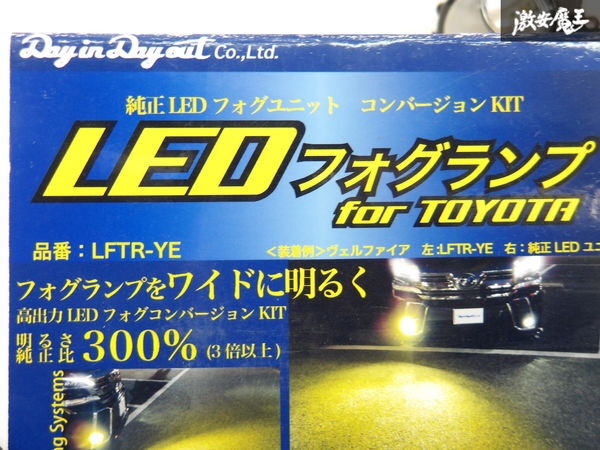 激安魔王
Day in Day out Co.,Ltd.
純正LED フォグユニット コンバージョン KIT
LED フォグランプ
for TOYOTA
品番：LFTR-YE
<装着例>ヴェルファイア 左:LFTR-YE 右：純正LEDユニ
フォグランプをワイドに明るく
高出力 LED フォグコンバージョン KIT
明るさ
純正比 300% (3倍以上)
ng Systems